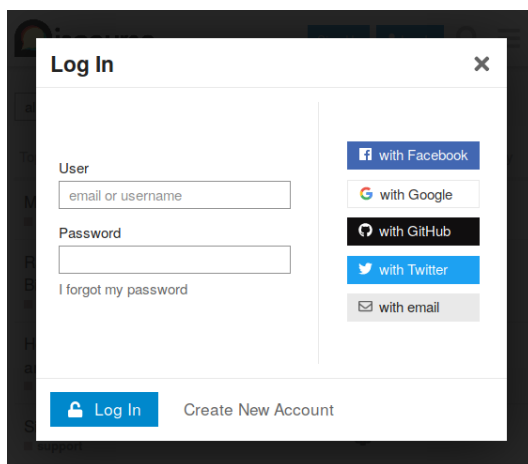 Log In
User
email or username
Password
I forgot my password
with Facebook
with Google
with GitHub
with Twitter
with email
Log In
Create New Account
support